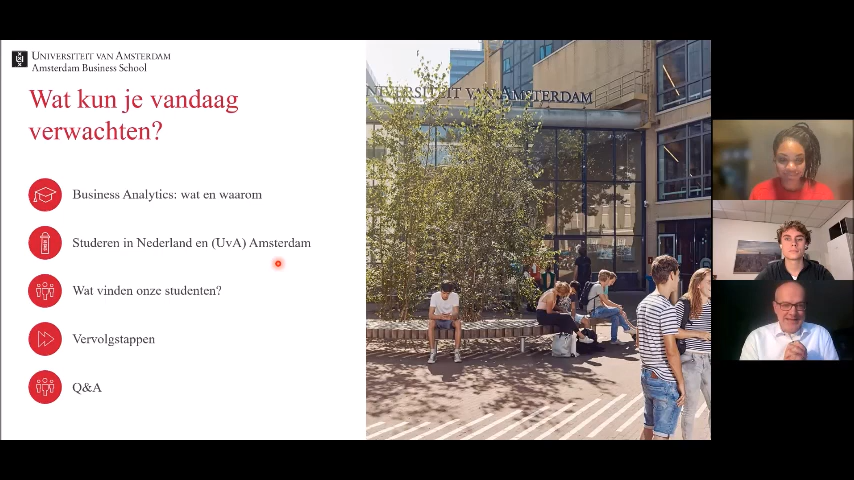 UNIVERSITEIT VAN AMSTERDAM
Amsterdam Business School
Wat kun je vandaag
verwachten?
Business Analytics: wat en waarom
Studeren in Nederland en (UvA) Amsterdam
Wat vinden onze studenten?
Vervolgstappen
Q&A
UNIVERSITEIT VAN AMSTERDAM